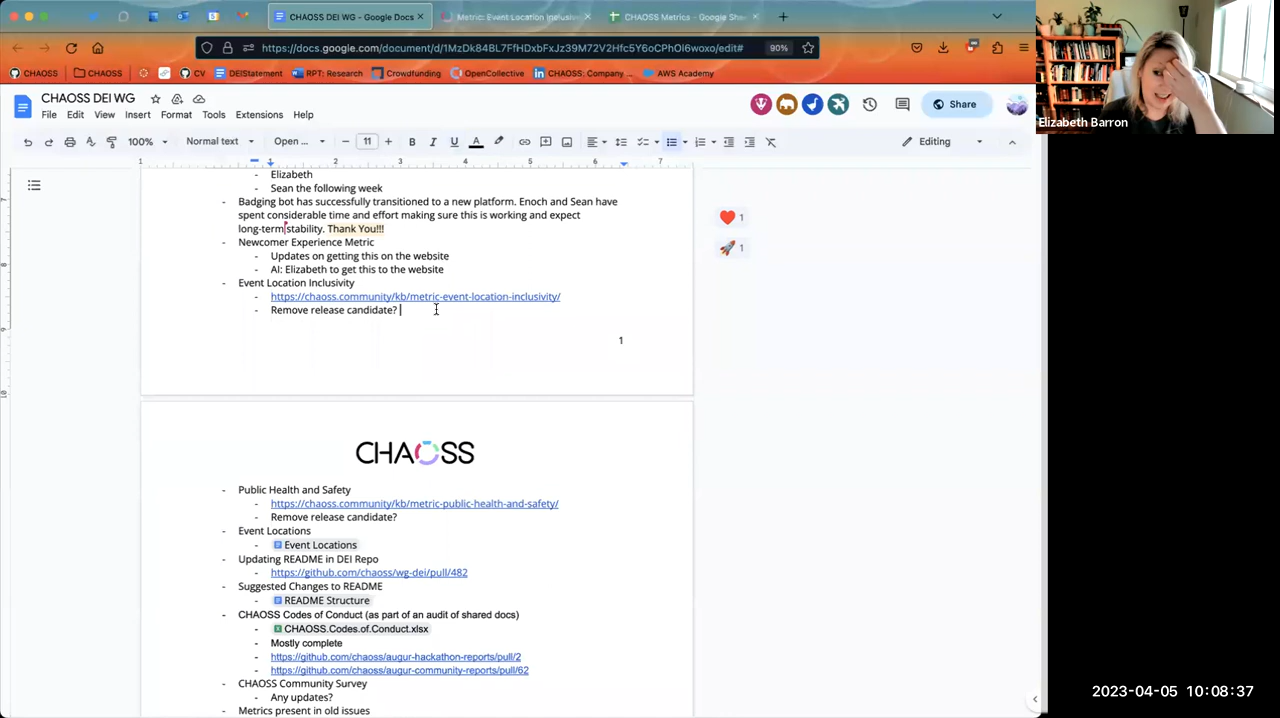 CHAOSS DEI WG - Google Docs
Metric: Event Location Inclusivi
CHAOSS Metrics - Google She
https://docs.google.com/document/d/1MzDk84BL7FfHDxbFxJz39M72V2Hfc5Y6oCPhOl6woxo/edit#
90%
CHAOSS
CHAOSS
CV
DEIStatement
RPT: Research
Crowdfunding
OpenCollective
CHAOSS: Company ...
AWS Academy
Elizabeth Barron
CHAOSS DEI WG
File Edit View Insert Format Tools Extensions Help
Share
100%
Normal text
Open ...
11
Editing
1 1 2 3 4 5 6 7
Elizabeth
- Sean the following week
- Badging bot has successfully transitioned to a new platform. Enoch and Sean have
spent considerable time and effort making sure this is working and expect
long-term stability. Thank You!!!
- Newcomer Experience Metric
- Updates on getting this on the website
- AI: Elizabeth to get this to the website
- Event Location Inclusivity
- https://chaoss.community/kb/metric-event-location-inclusivity/
- Remove release candidate?
1
❤️ 1
🚀 1
CHAOSS
- Public Health and Safety
- https://chaoss.community/kb/metric-public-health-and-safety/
- Remove release candidate?
- Event Locations
- Event Locations
- Updating README in DEI Repo
- https://github.com/chaoss/wg-dei/pull/482
- Suggested Changes to README
- README Structure
- CHAOSS Codes of Conduct (as part of an audit of shared docs)
- CHAOSS.Codes.of.Conduct.xlsx
- Mostly complete
- https://github.com/chaoss/augur-hackathon-reports/pull/2
- https://github.com/chaoss/augur-community-reports/pull/62
- CHAOSS Community Survey
- Any updates?
- Metrics present in old issues
2023-04-05 10:08:37